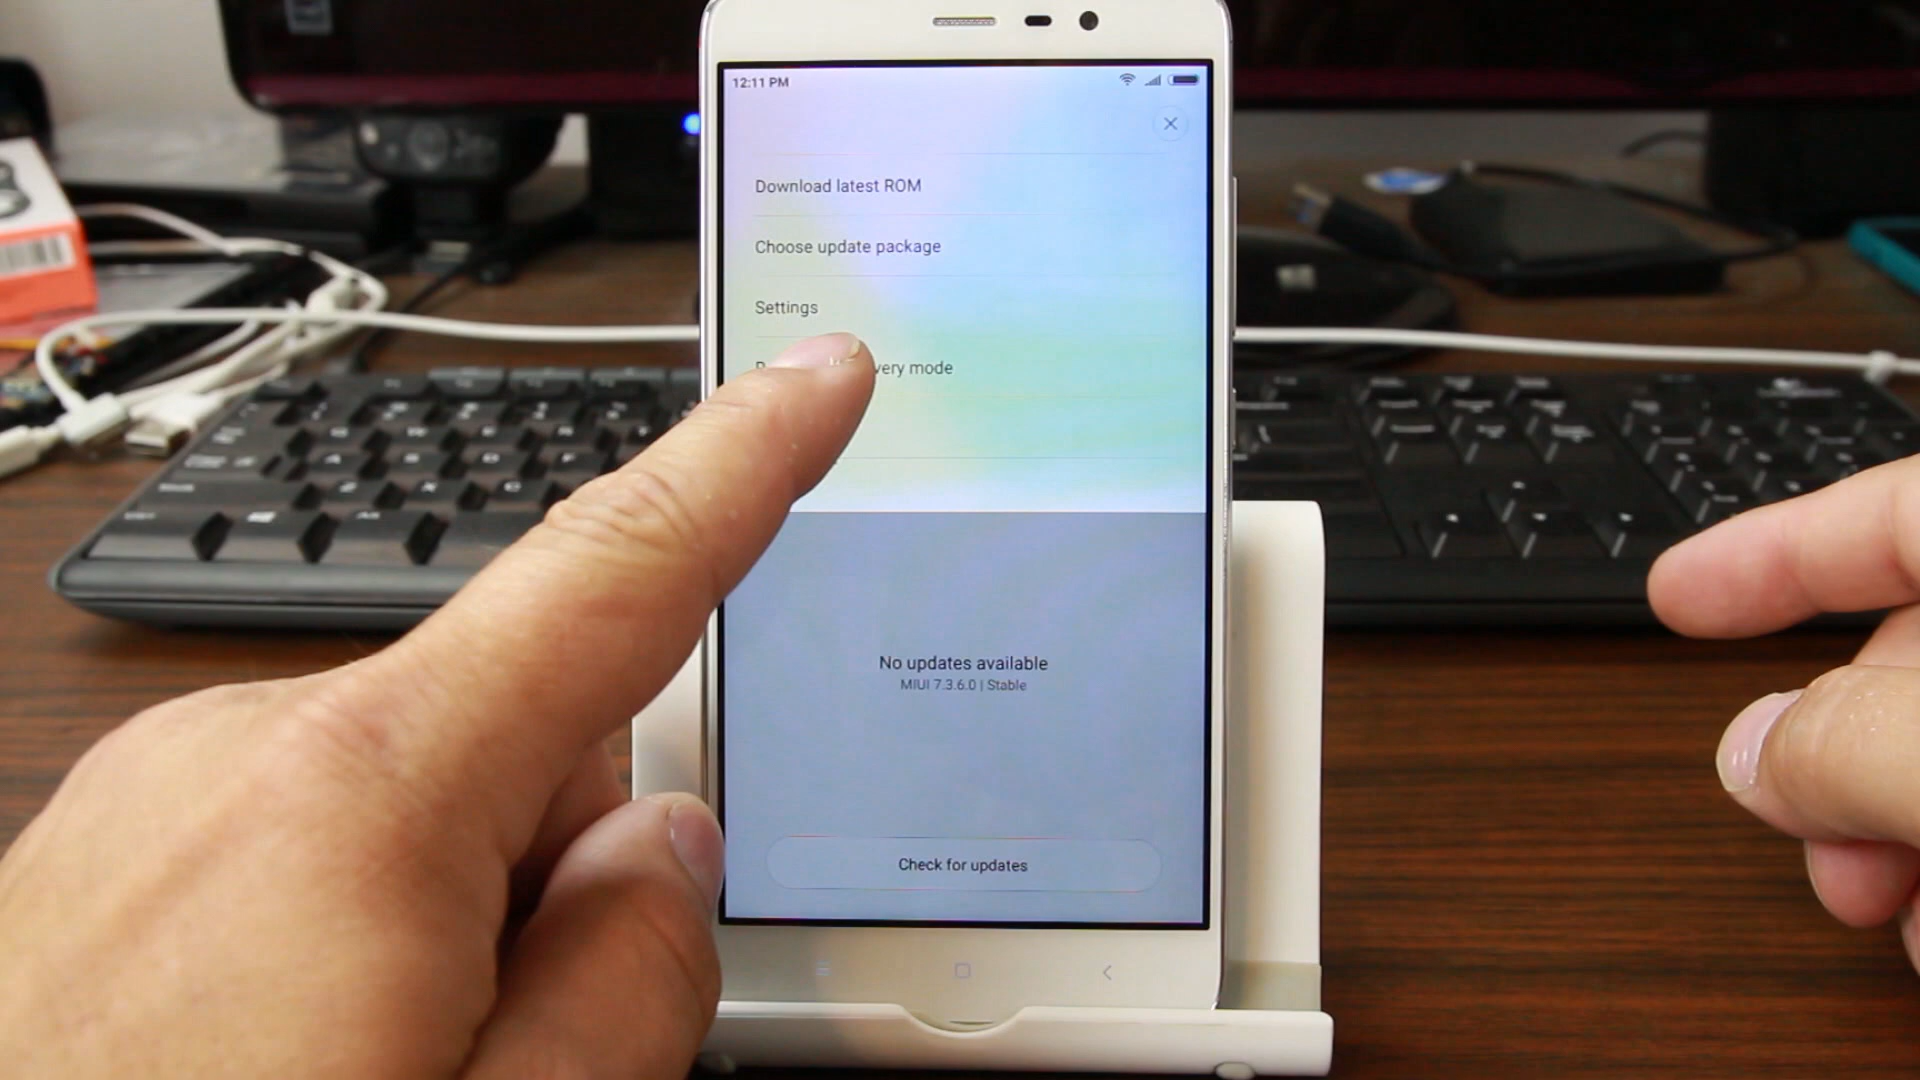 12:11 PM
Download latest ROM
Choose update package
Settings
very mode
No updates available
MIUI 7.3.6.0 | Stable
Check for updates